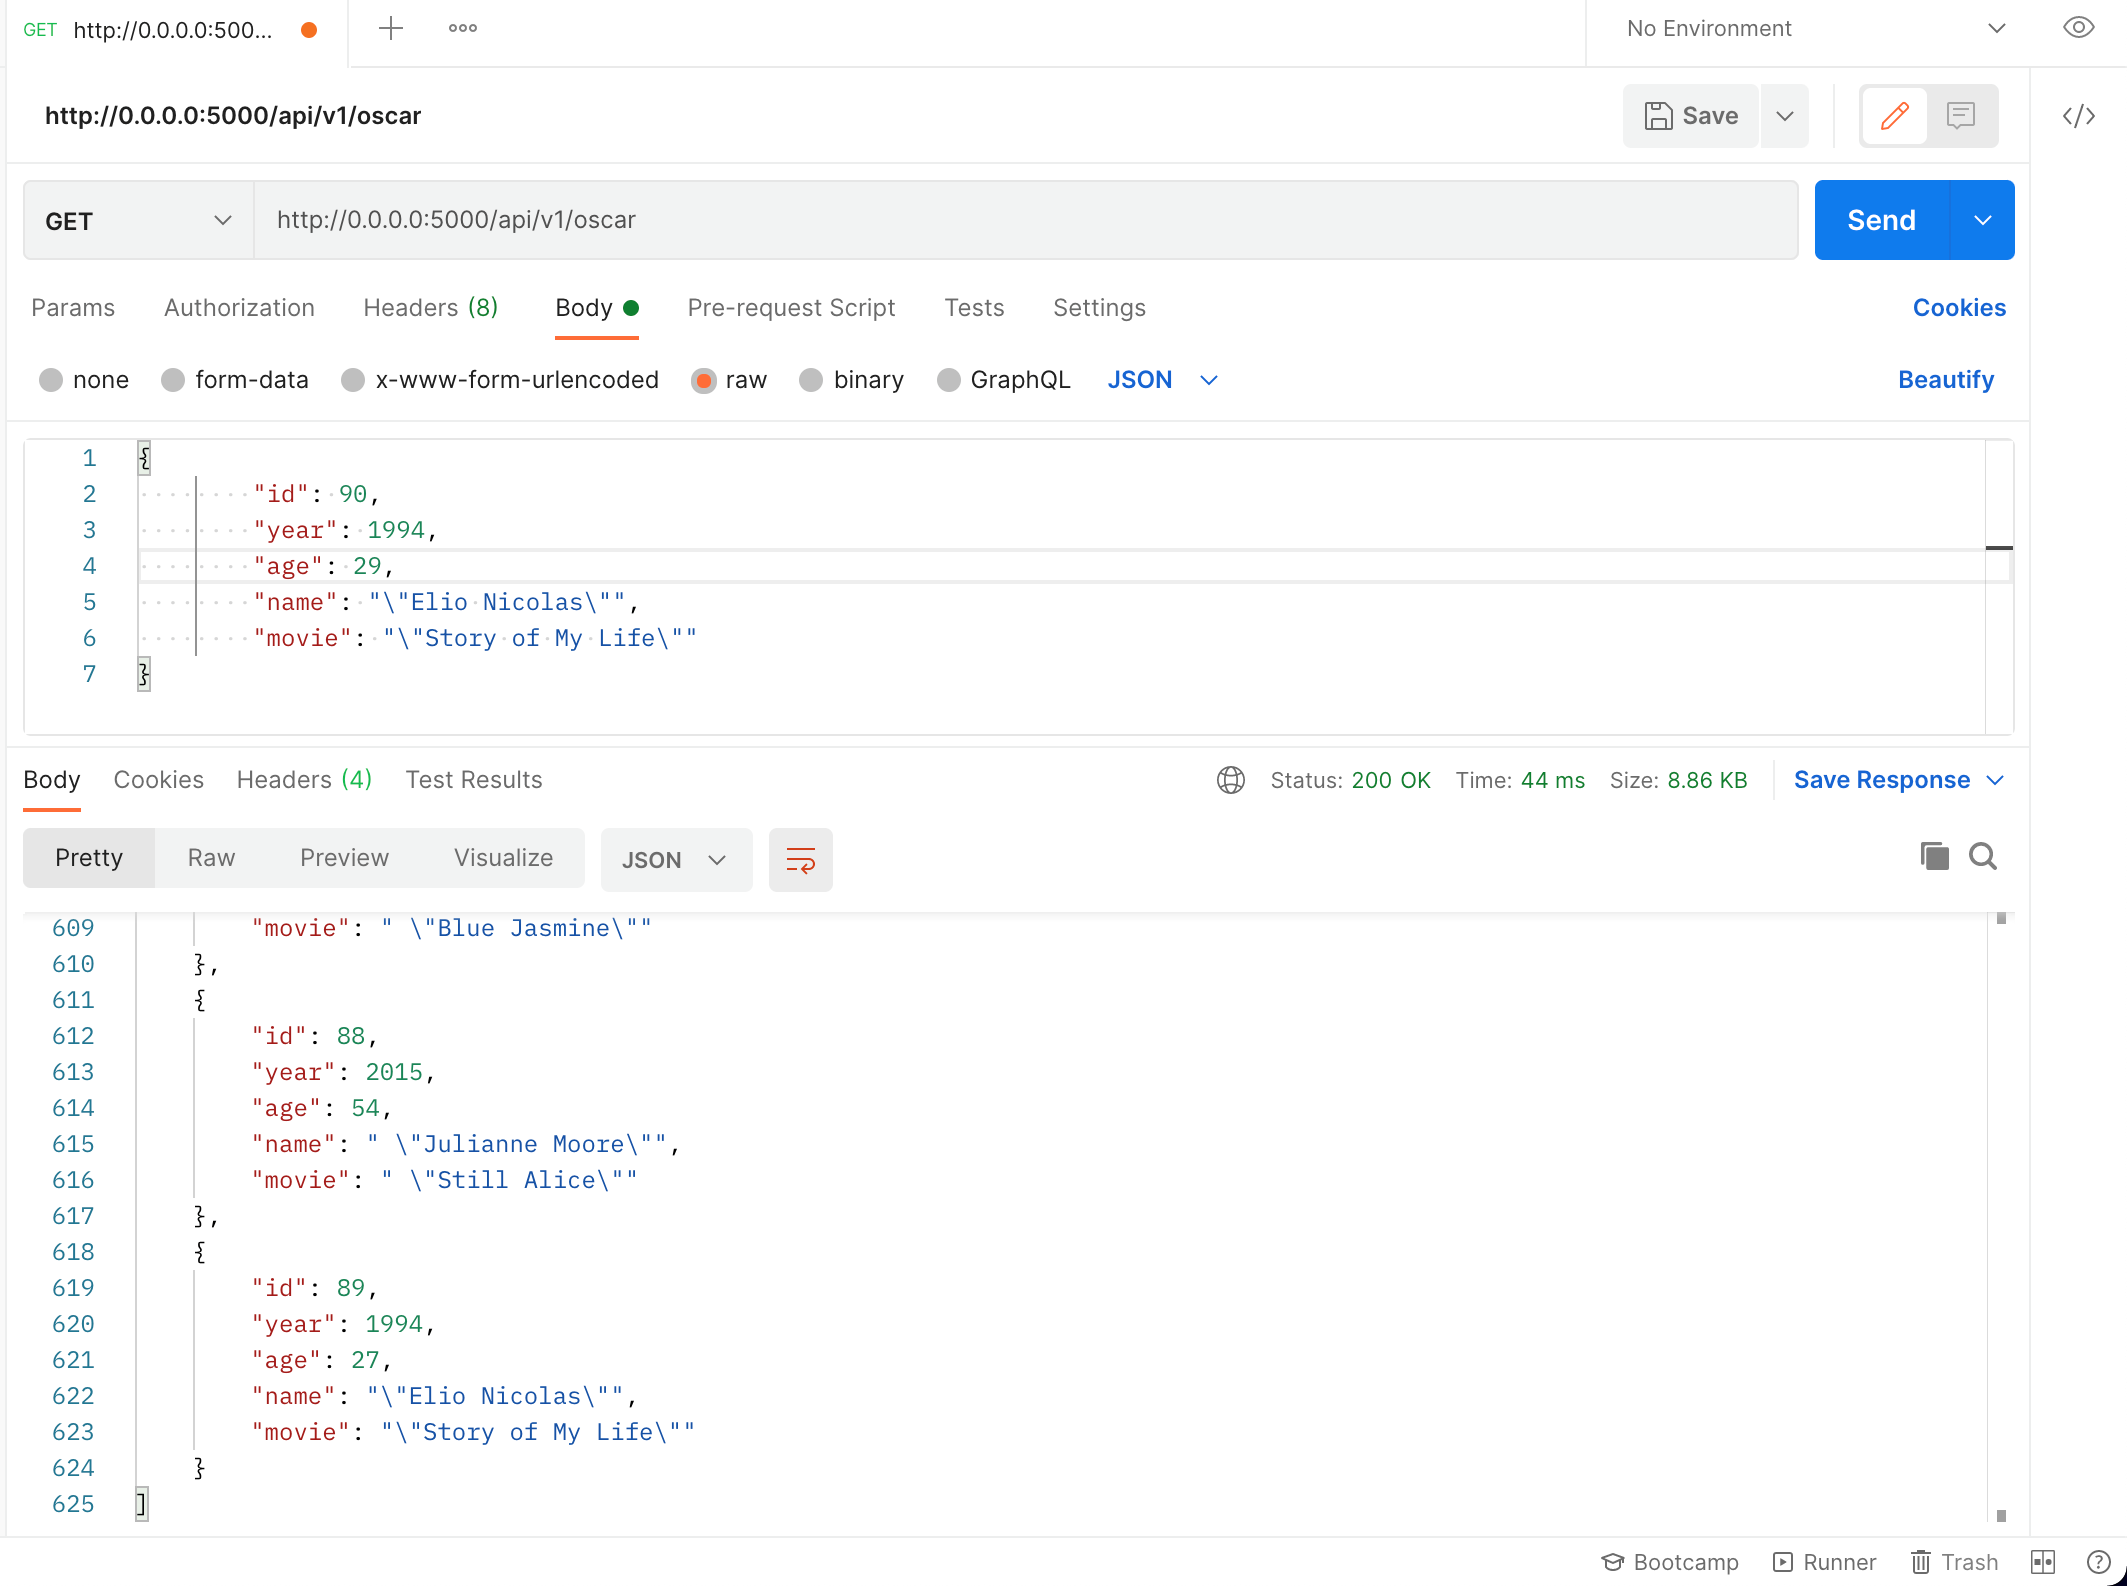 GET http://0.0.0.0:500...
No Environment
http://0.0.0.0:5000/api/v1/oscar
Save
</>
GET http://0.0.0.0:5000/api/v1/oscar Send
Params Authorization Headers (8) Body Pre-request Script Tests Settings Cookies
none form-data x-www-form-urlencoded raw binary GraphQL JSON Beautify
1 {
2 "id": 90,
3 "year": 1994,
4 "age": 29,
5 "name": "\"Elio Nicolas\"",
6 "movie": "\"Story of My Life\""
7 }
Body Cookies Headers (4) Test Results Status: 200 OK Time: 44 ms Size: 8.86 KB Save Response
Pretty Raw Preview Visualize JSON
609 "movie": " \"Blue Jasmine\""
610 },
611 {
612 "id": 88,
613 "year": 2015,
614 "age": 54,
615 "name": " \"Julianne Moore\"",
616 "movie": " \"Still Alice\""
617 },
618 {
619 "id": 89,
620 "year": 1994,
621 "age": 27,
622 "name": "\"Elio Nicolas\"",
623 "movie": "\"Story of My Life\""
624 }
625 ]
Bootcamp Runner Trash ?